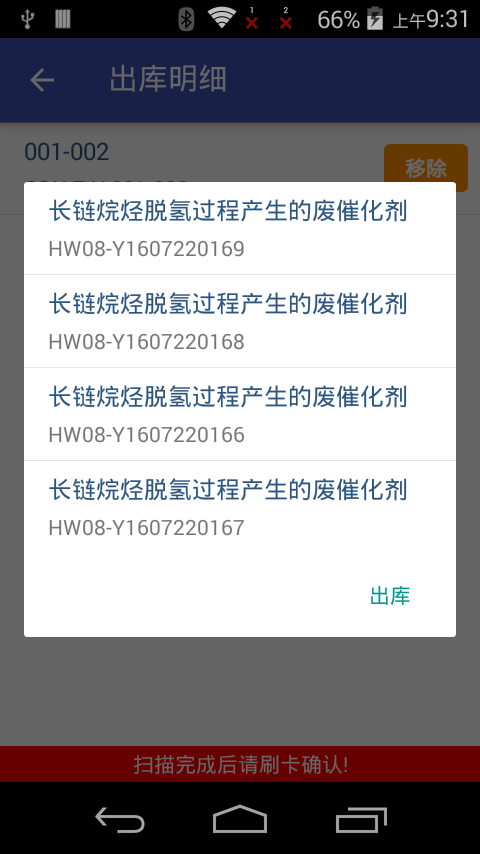 1 2 66% 上午9:31
出库明细
001-002
移除
长链烷烃脱氢过程产生的废催化剂
HW08-Y1607220169
长链烷烃脱氢过程产生的废催化剂
HW08-Y1607220168
长链烷烃脱氢过程产生的废催化剂
HW08-Y1607220166
长链烷烃脱氢过程产生的废催化剂
HW08-Y1607220167
出库
扫描完成后请刷卡确认!